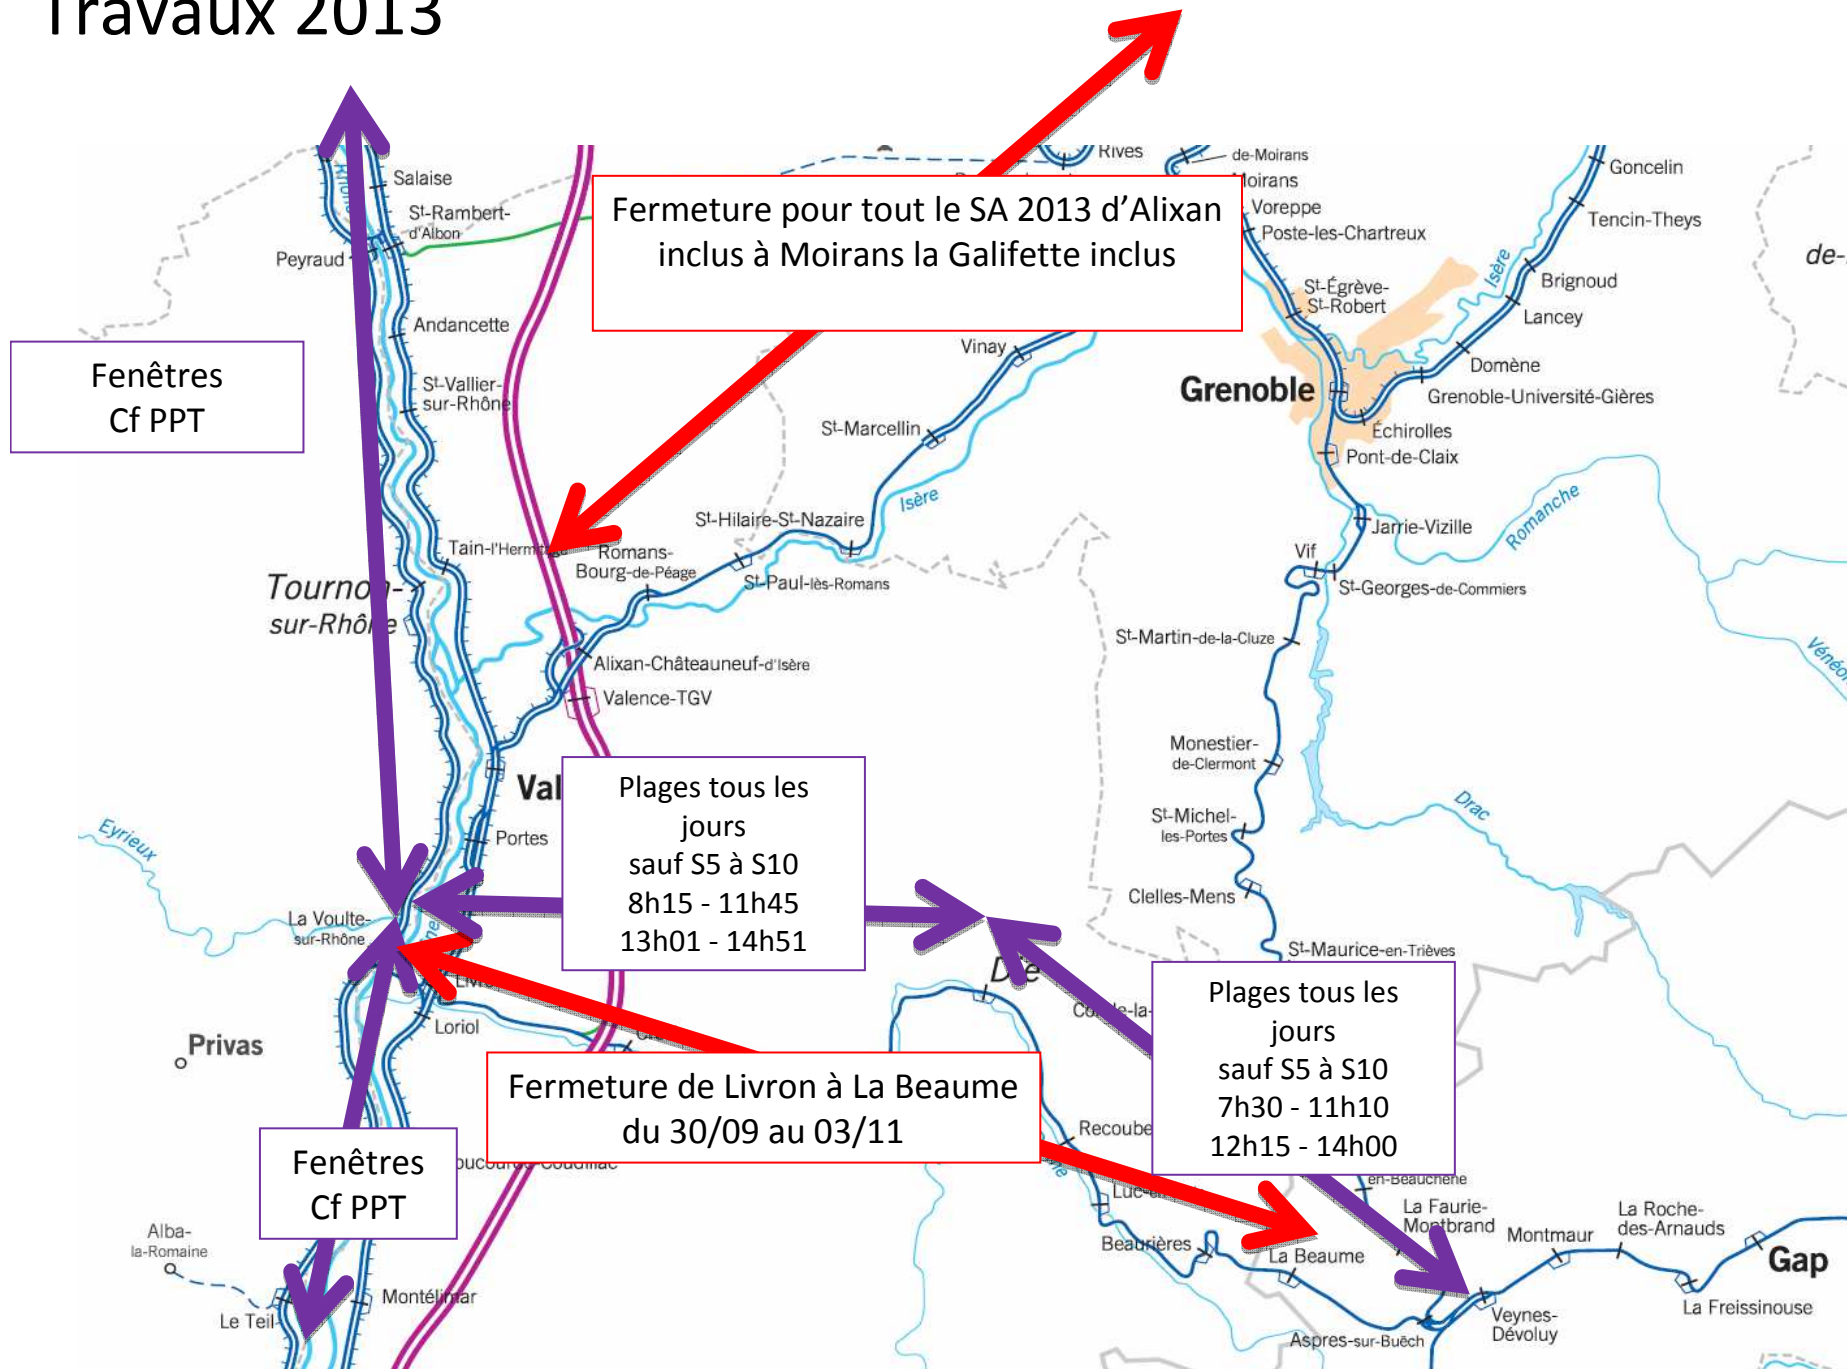 Travaux 2013
Rives
de-Moirans
Moirans
Voreppe
Poste-les-Chartreux
Goncelin
Tencin-Theys
Salaise
St-Rambert-
d'Albon
Peyraud
Rhône
Fermeture pour tout le SA 2013 d'Alixan
inclus à Moirans la Galifette inclus
Isère
de-
Brignoud
St-Égrève-
St-Robert
Lancey
Andancette
Vinay
Domène
Fenêtres
Cf PPT
St-Vallier-
sur-Rhône
Grenoble
Grenoble-Université-Gières
St-Marcellin
Échirolles
Pont-de-Claix
Isère
St-Hilaire-St-Nazaire
Romanche
Jarrie-Vizille
Tain-l'Hermitage
Romans-
Bourg-de-Péage
Vif
St-Paul-lès-Romans
St-Georges-de-Commiers
Tournon-
sur-Rhône
St-Martin-de-la-Cluze
Alixan-Châteauneuf-d'Isère
Valence-TGV
Monestier-
de-Clermont
Val
Plages tous les
jours
sauf S5 à S10
8h15 - 11h45
13h01 - 14h51
Drac
St-Michel-
les-Portes
Eyrieux
Portes
Clelles-Mens
La Voulte-
sur-Rhône
St-Maurice-en-Trièves
Die
Plages tous les
jours
sauf S5 à S10
7h30 - 11h10
12h15 - 14h00
Loriol
Privas
Fermeture de Livron à La Beaume
du 30/09 au 03/11
Recoube
Fenêtres
Cf PPT
en-Beauchêne
La Faurie-
Montbrand
La Roche-
des-Arnauds
Montmaur
Alba-
la-Romaine
Beaurières
La Beaume
Gap
Montélimar
Le Teil
La Freissinouse
Veynes-
Dévoluy
Aspres-sur-Buëch